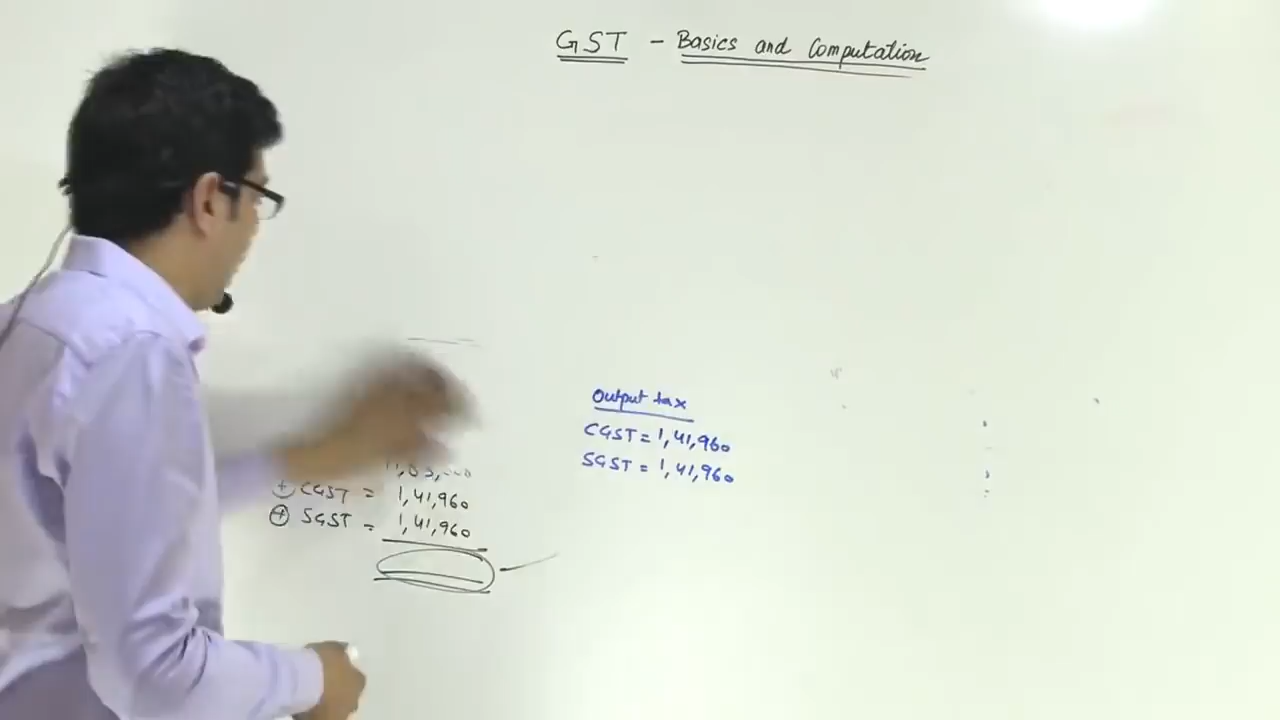 GST - Basics and Computation
⊕ CGST = 1,41,960
⊕ SGST = 1,41,960
Output tax
CGST = 1,41,960
SGST = 1,41,960